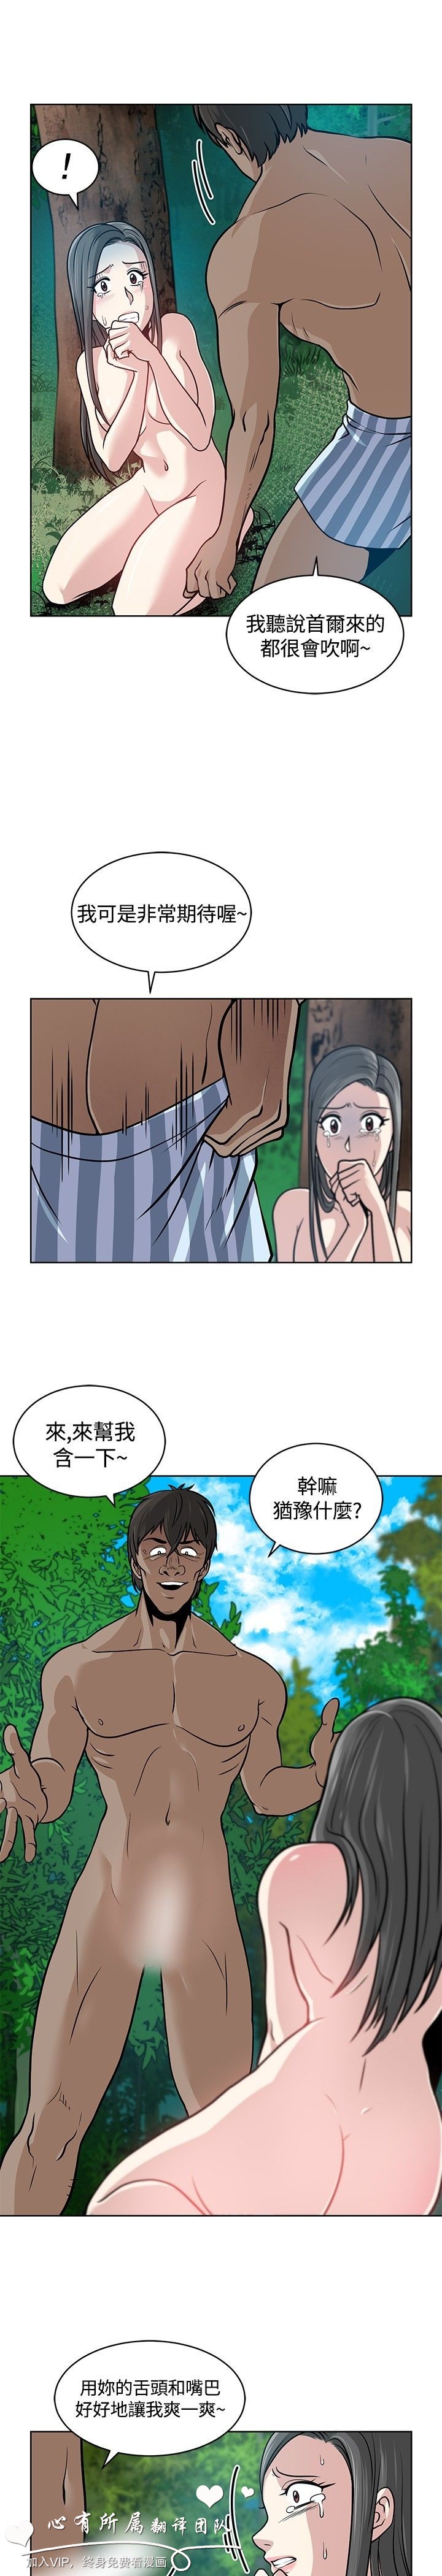 !
我聽說首爾來的
都很會吹啊~
我可是非常期待喔~
來,來幫我
含一下~
幹嘛
猶豫什麼?
用妳的舌頭和嘴巴
好好地讓我爽一爽~
心有所属翻译团队
加入VIP，终身免费看漫画